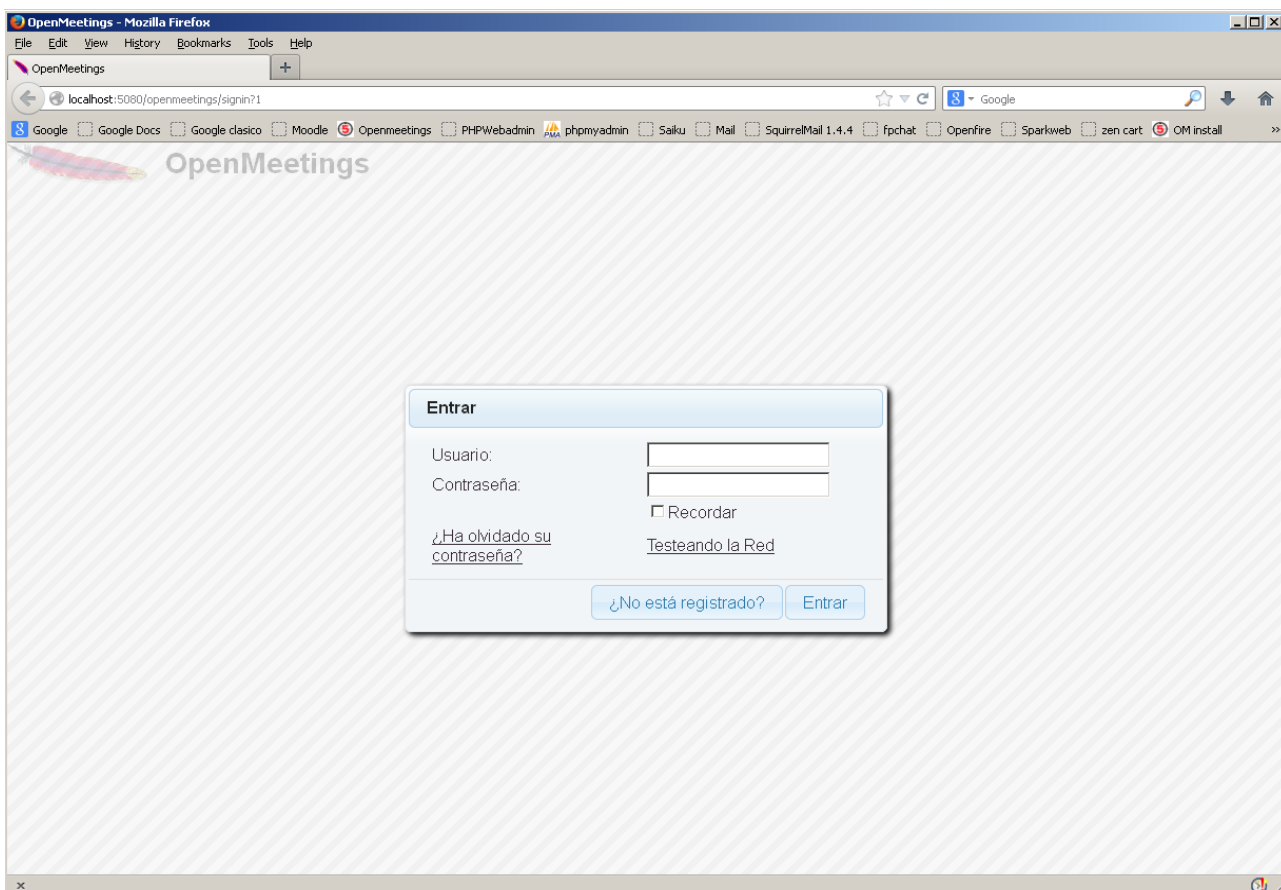 OpenMeetings - Mozilla Firefox
File Edit View History Bookmarks Tools Help
OpenMeetings
localhost:5080/openmeetings/signin?1 Google
Google Google Docs Google clasico Moodle Openmeetings PHPWebadmin phpmyadmin Saiku Mail SquirrelMail 1.4.4 fpchat Openfire Sparkweb zen cart OM install »
OpenMeetings
Entrar
Usuario:
Contraseña:
Recordar
¿¿Ha olvidado su
contraseña? Testeando la Red
¿No está registrado? Entrar